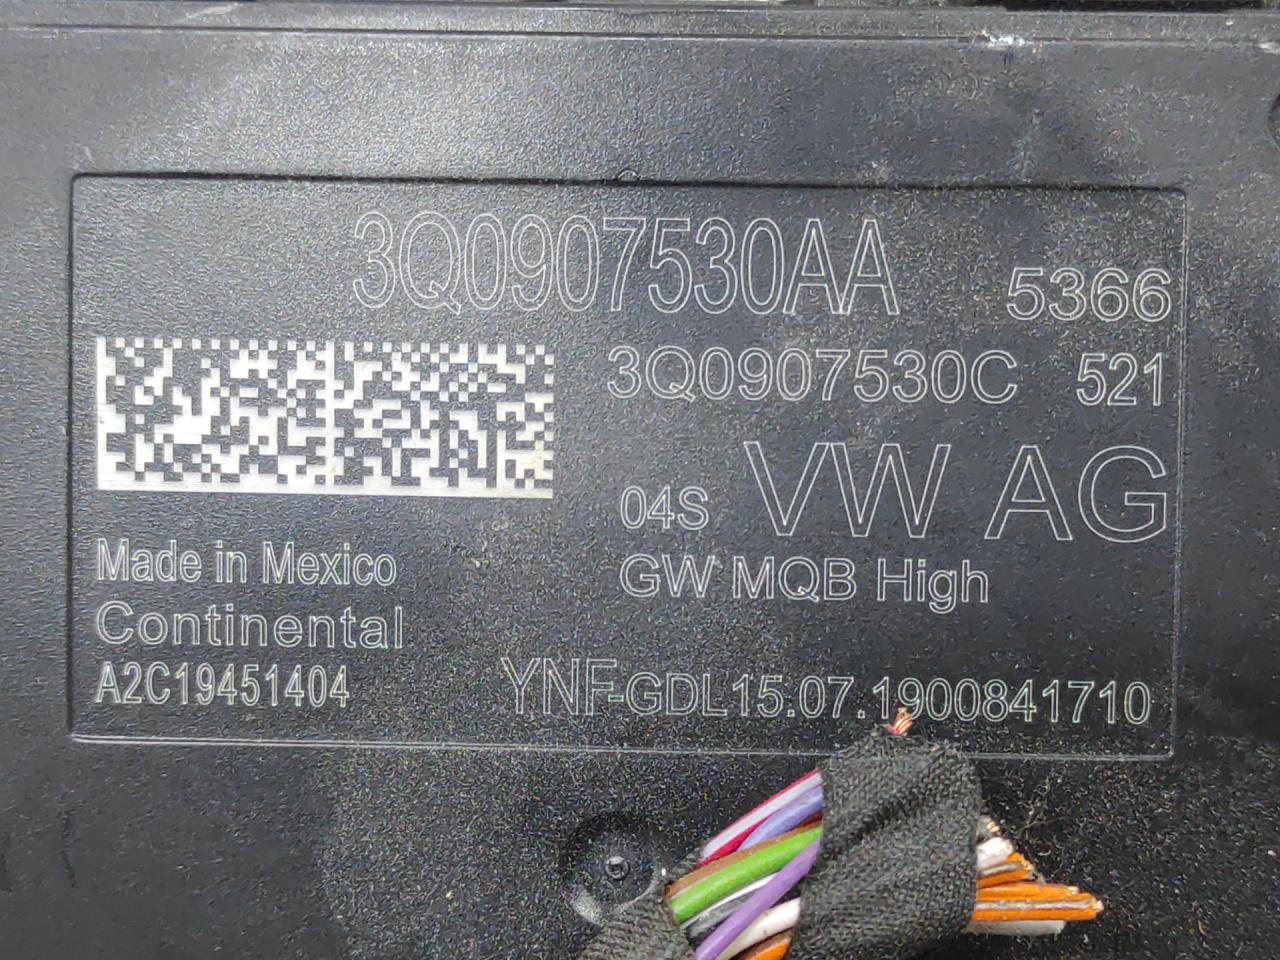 3Q0907530AA 5366
3Q0907530C 521
04S VW AG
GW MQB High
Made in Mexico
Continental
A2C19451404
YNF-GDL15.07.1900841710